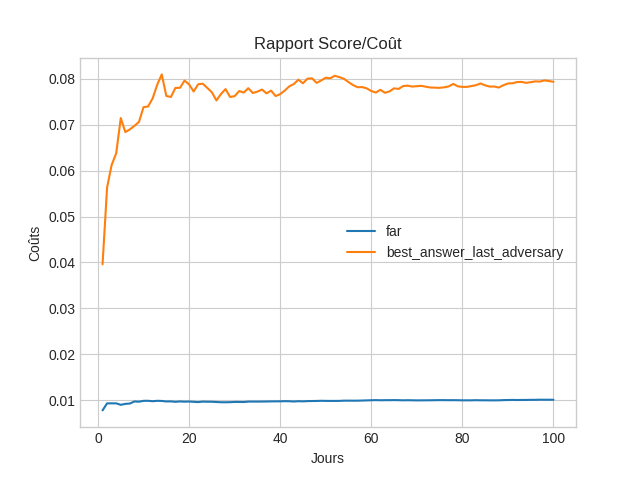 Rapport Score/Coût
0.08
0.07
0.06
0.05
0.04
0.03
0.02
0.01
Coûts
far
best_answer_last_adversary
0 20 40 60 80 100
Jours